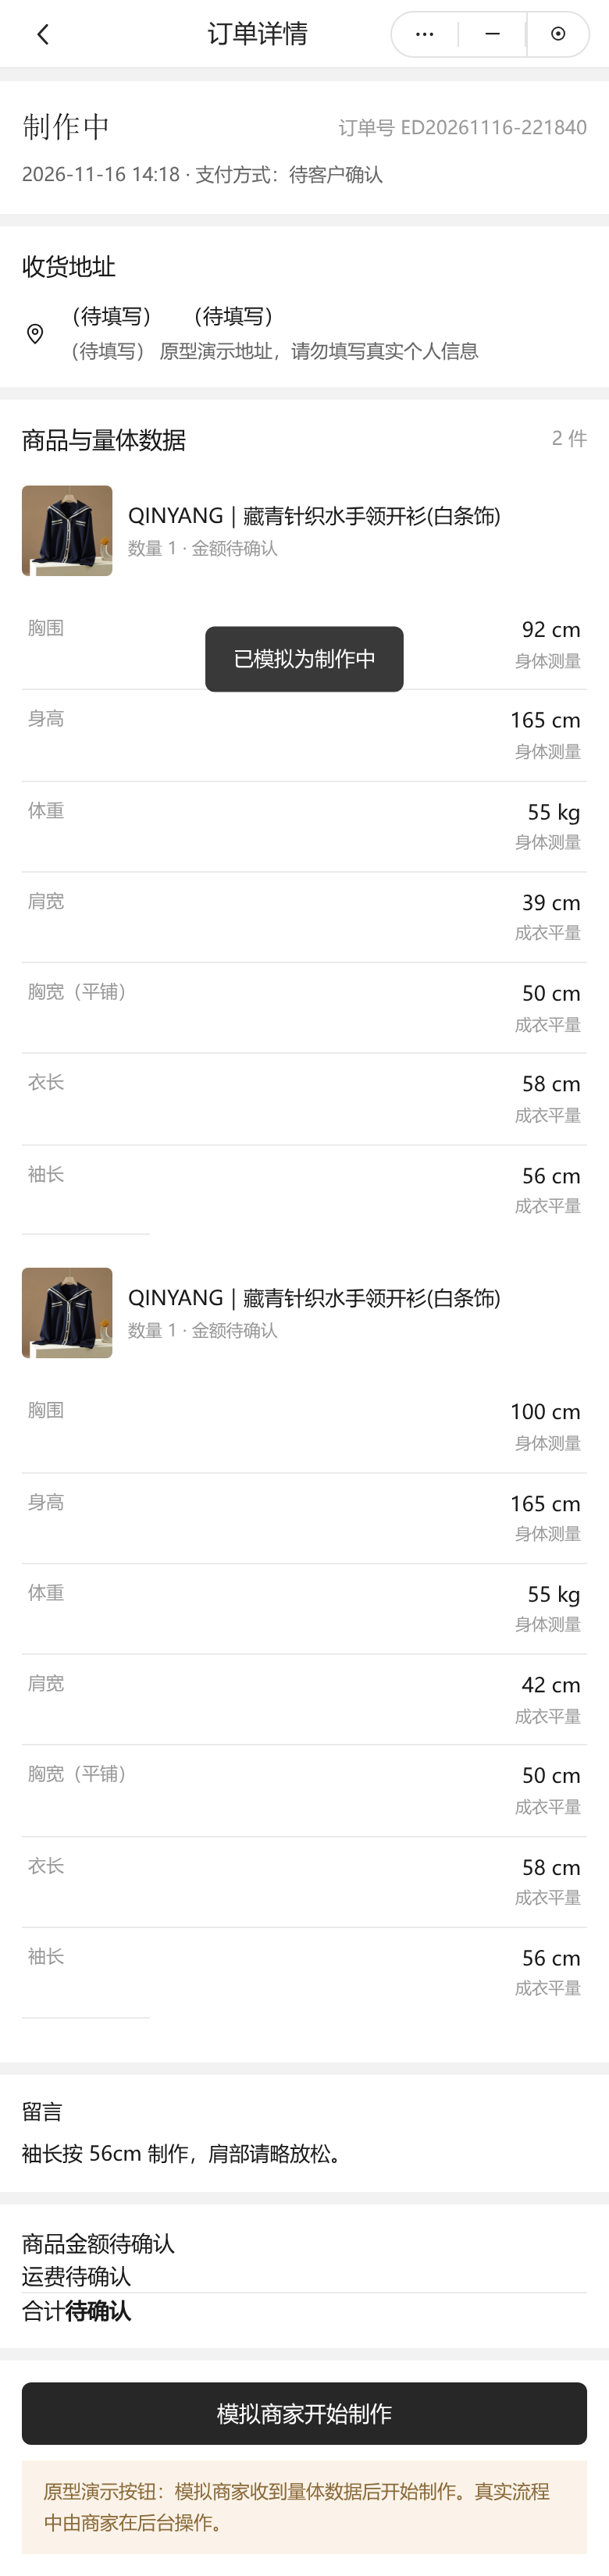 订单详情
制作中
订单号 ED20261116-221840
2026-11-16 14:18 · 支付方式：待客户确认
收货地址
（待填写） （待填写）
（待填写） 原型演示地址，请勿填写真实个人信息
商品与量体数据
2 件
QINYANG｜藏青针织水手领开衫(白条饰)
数量 1 · 金额待确认
胸围
92 cm
身体测量
已模拟为制作中
身高
165 cm
身体测量
体重
55 kg
身体测量
肩宽
39 cm
成衣平量
胸宽（平铺）
50 cm
成衣平量
衣长
58 cm
成衣平量
袖长
56 cm
成衣平量
QINYANG｜藏青针织水手领开衫(白条饰)
数量 1 · 金额待确认
胸围
100 cm
身体测量
身高
165 cm
身体测量
体重
55 kg
身体测量
肩宽
42 cm
成衣平量
胸宽（平铺）
50 cm
成衣平量
衣长
58 cm
成衣平量
袖长
56 cm
成衣平量
留言
袖长按 56cm 制作，肩部请略放松。
商品金额待确认
运费待确认
合计待确认
模拟商家开始制作
原型演示按钮：模拟商家收到量体数据后开始制作。真实流程
中由商家在后台操作。